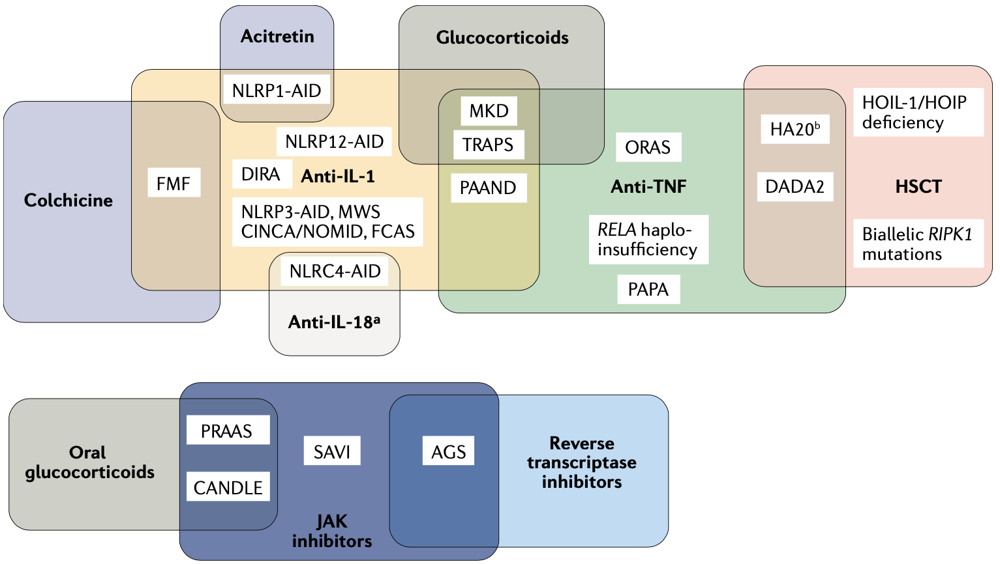 Acitretin
Glucocorticoids
NLRP1-AID
MKD
HOIL-1/HOIP
deficiency
HA20ᵇ
NLRP12-AID
TRAPS
ORAS
DIRA
Anti-IL-1
FMF
PAAND
Anti-TNF
DADA2
HSCT
Colchicine
NLRP3-AID, MWS
CINCA/NOMID, FCAS
RELA haplo-
insufficiency
Biallelic RIPK1
mutations
NLRC4-AID
PAPA
Anti-IL-18ᵃ
PRAAS
Oral
glucocorticoids
SAVI
AGS
Reverse
transcriptase
inhibitors
CANDLE
JAK
inhibitors